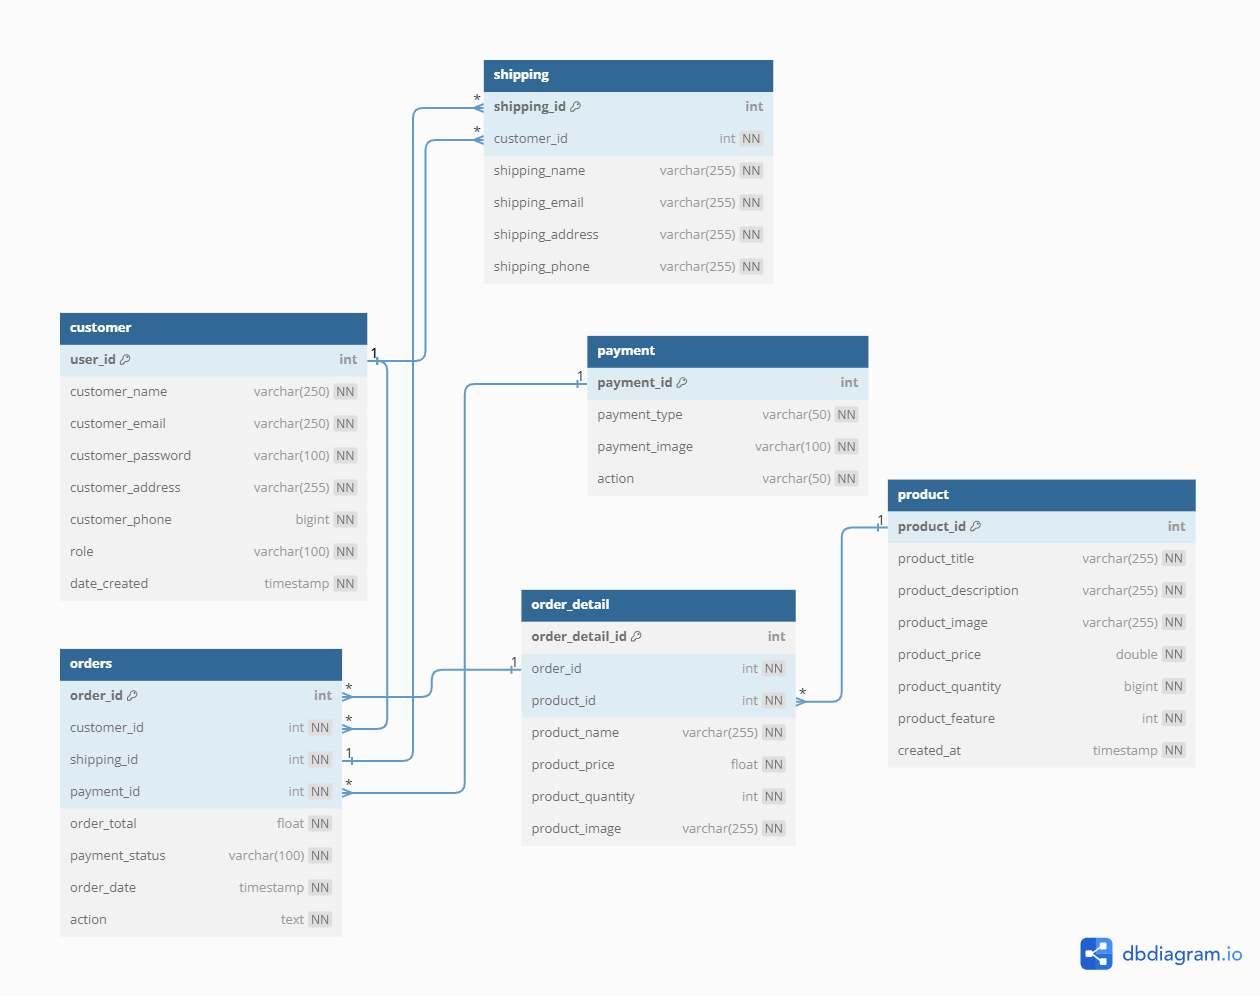 shipping
* shipping_id int
* customer_id int NN
shipping_name varchar(255) NN
shipping_email varchar(255) NN
shipping_address varchar(255) NN
shipping_phone varchar(255) NN
customer
user_id int 1
customer_name varchar(250) NN
customer_email varchar(250) NN
customer_password varchar(100) NN
customer_address varchar(255) NN
customer_phone bigint NN
role varchar(100) NN
date_created timestamp NN
payment
1 payment_id int
payment_type varchar(50) NN
payment_image varchar(100) NN
action varchar(50) NN
product
1 product_id int
product_title varchar(255) NN
product_description varchar(255) NN
product_image varchar(255) NN
product_price double NN
product_quantity bigint NN
product_feature int NN
created_at timestamp NN
order_detail
order_detail_id int
1 order_id int NN
product_id int NN *
product_name varchar(255) NN
product_price float NN
product_quantity int NN
product_image varchar(255) NN
orders
order_id int *
customer_id int NN *
shipping_id int NN 1
payment_id int NN *
order_total float NN
payment_status varchar(100) NN
order_date timestamp NN
action text NN
dbdiagram.io